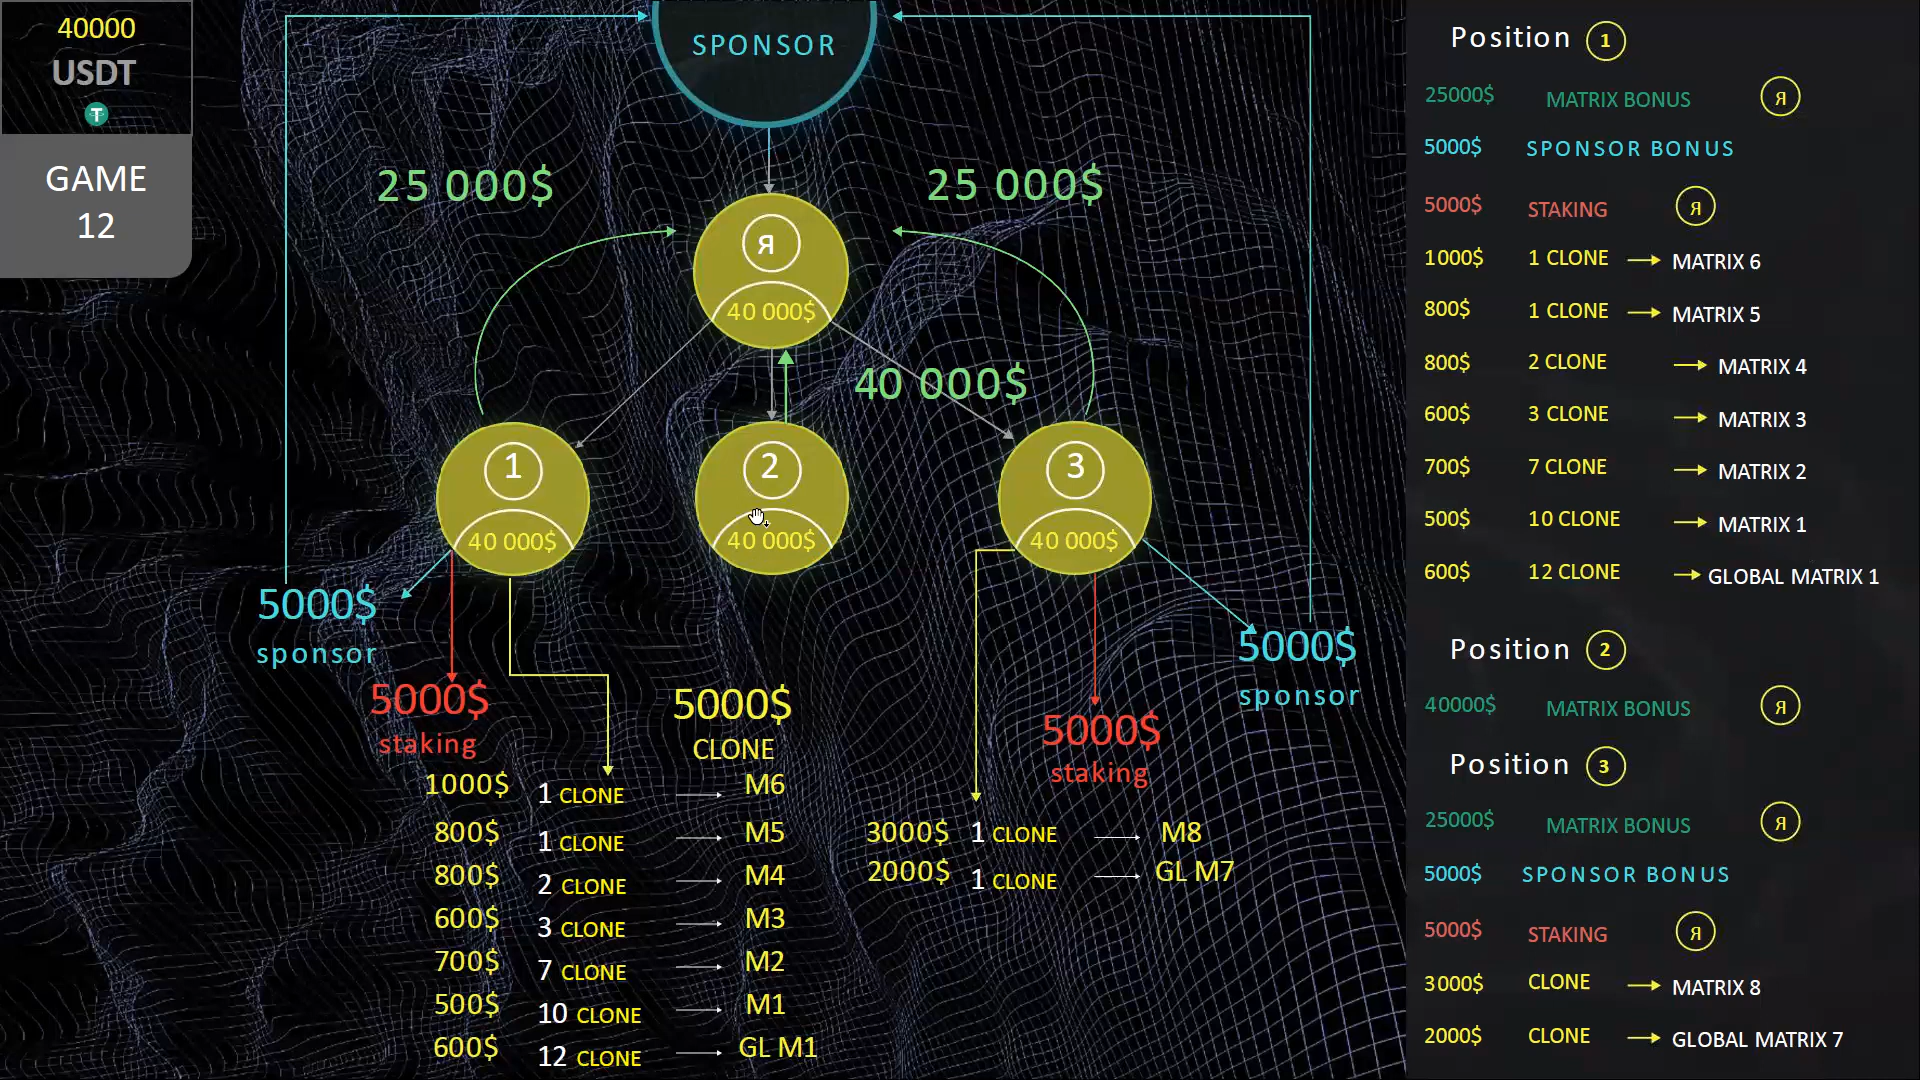 40000
USDT
GAME
12
SPONSOR
25 000$
25 000$
Я
40 000$
40 000$
1
40 000$
2
40 000$
3
40 000$
5000$
sponsor
5000$
staking
5000$
CLONE
5000$
sponsor
5000$
staking
1000$ 1 CLONE M6
800$ 1 CLONE M5
800$ 2 CLONE M4
600$ 3 CLONE M3
700$ 7 CLONE M2
500$ 10 CLONE M1
600$ 12 CLONE GL M1
3000$ 1 CLONE M8
2000$ 1 CLONE GL M7
Position 1
25000$ MATRIX BONUS Я
5000$ SPONSOR BONUS
5000$ STAKING Я
1000$ 1 CLONE MATRIX 6
800$ 1 CLONE MATRIX 5
800$ 2 CLONE MATRIX 4
600$ 3 CLONE MATRIX 3
700$ 7 CLONE MATRIX 2
500$ 10 CLONE MATRIX 1
600$ 12 CLONE GLOBAL MATRIX 1
Position 2
40000$ MATRIX BONUS Я
Position 3
25000$ MATRIX BONUS Я
5000$ SPONSOR BONUS
5000$ STAKING Я
3000$ CLONE MATRIX 8
2000$ CLONE GLOBAL MATRIX 7